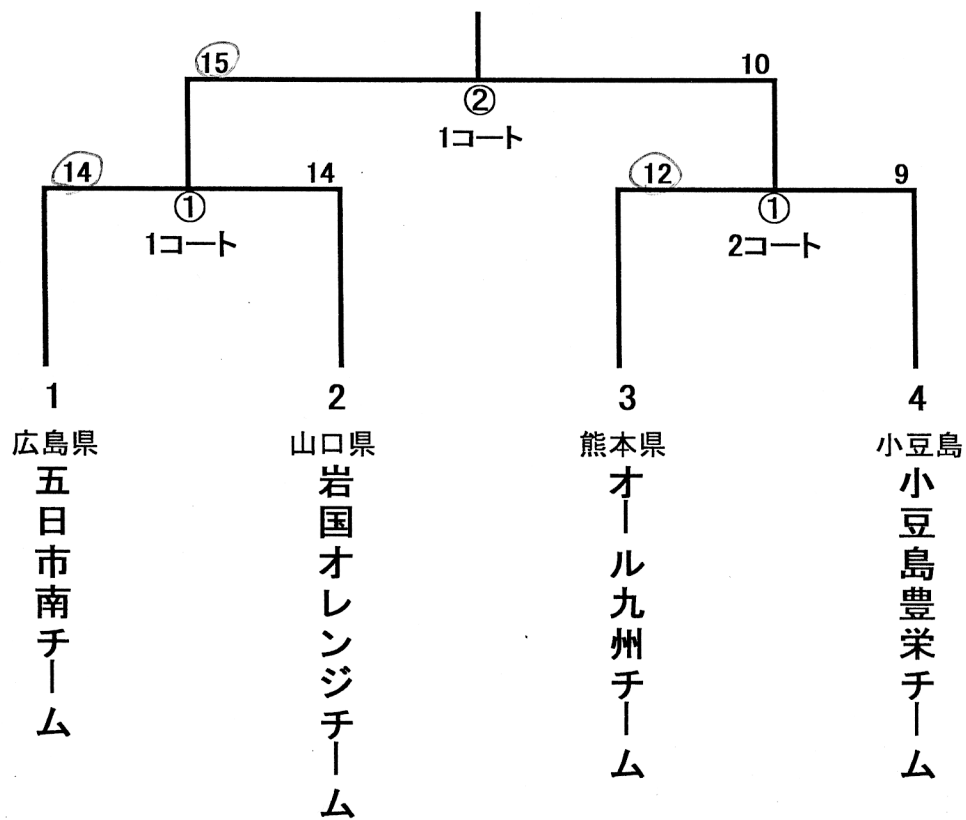 15
10
②
1コート
14
14
12
9
①
1コート
①
2コート
1
2
3
4
広島県
山口県
熊本県
小豆島
五日市南チーム
岩国オレンジチーム
オール九州チーム
小豆島豊栄チーム